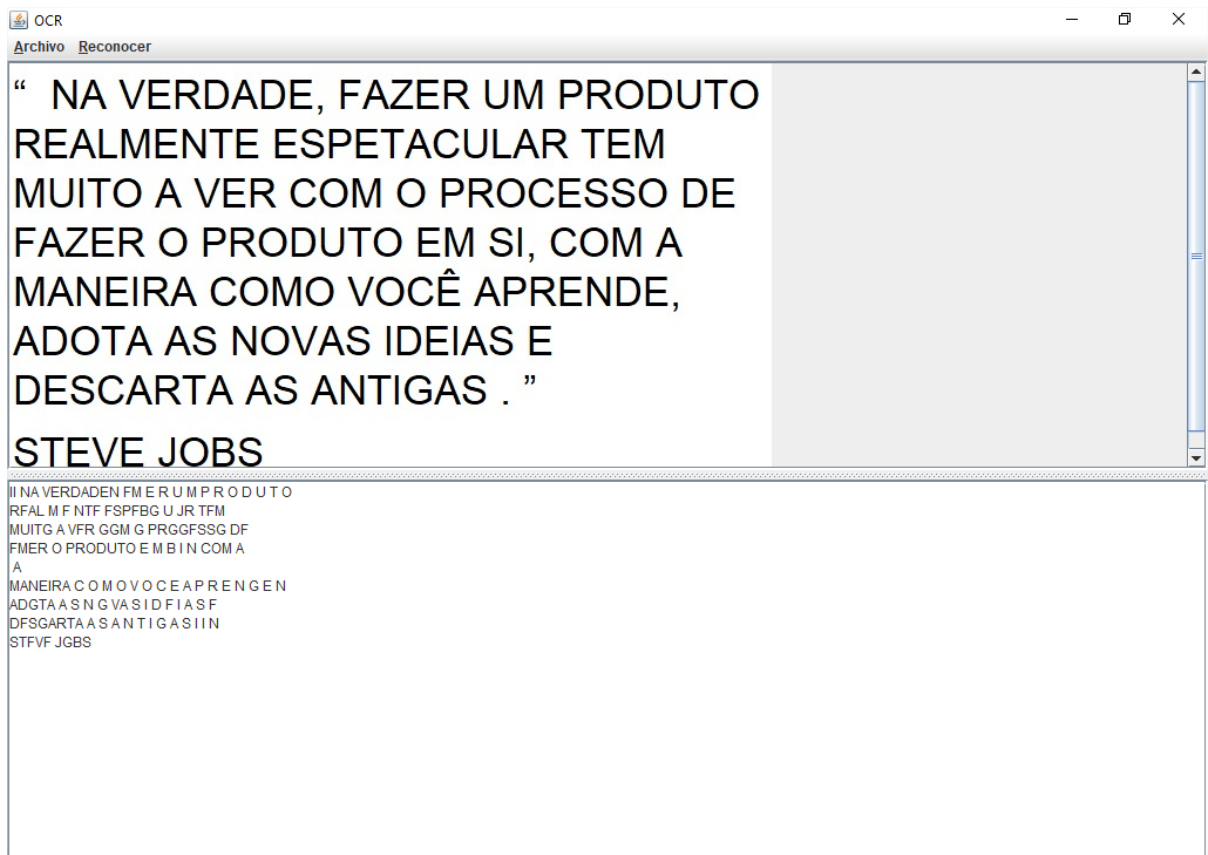 OCR
Archivo Reconocer
“ NA VERDADE, FAZER UM PRODUTO
REALMENTE ESPETACULAR TEM
MUITO A VER COM O PROCESSO DE
FAZER O PRODUTO EM SI, COM A
MANEIRA COMO VOCÊ APRENDE,
ADOTA AS NOVAS IDEIAS E
DESCARTA AS ANTIGAS . ”
STEVE JOBS
II NA VERDADEN FM E R U M P R O D U T O
RFAL M F NTF FSPFBG U JR TFM
MUITG A VFR GGM G PRGGFSSG DF
FMER O PRODUTO E M B I N COM A
A
MANEIRA C O M O V O C E A P R E N G E N
ADGTA A S N G VA S I D F I A S F
DFSGARTA A S A N T I G A S I I N
STFVF JGBS